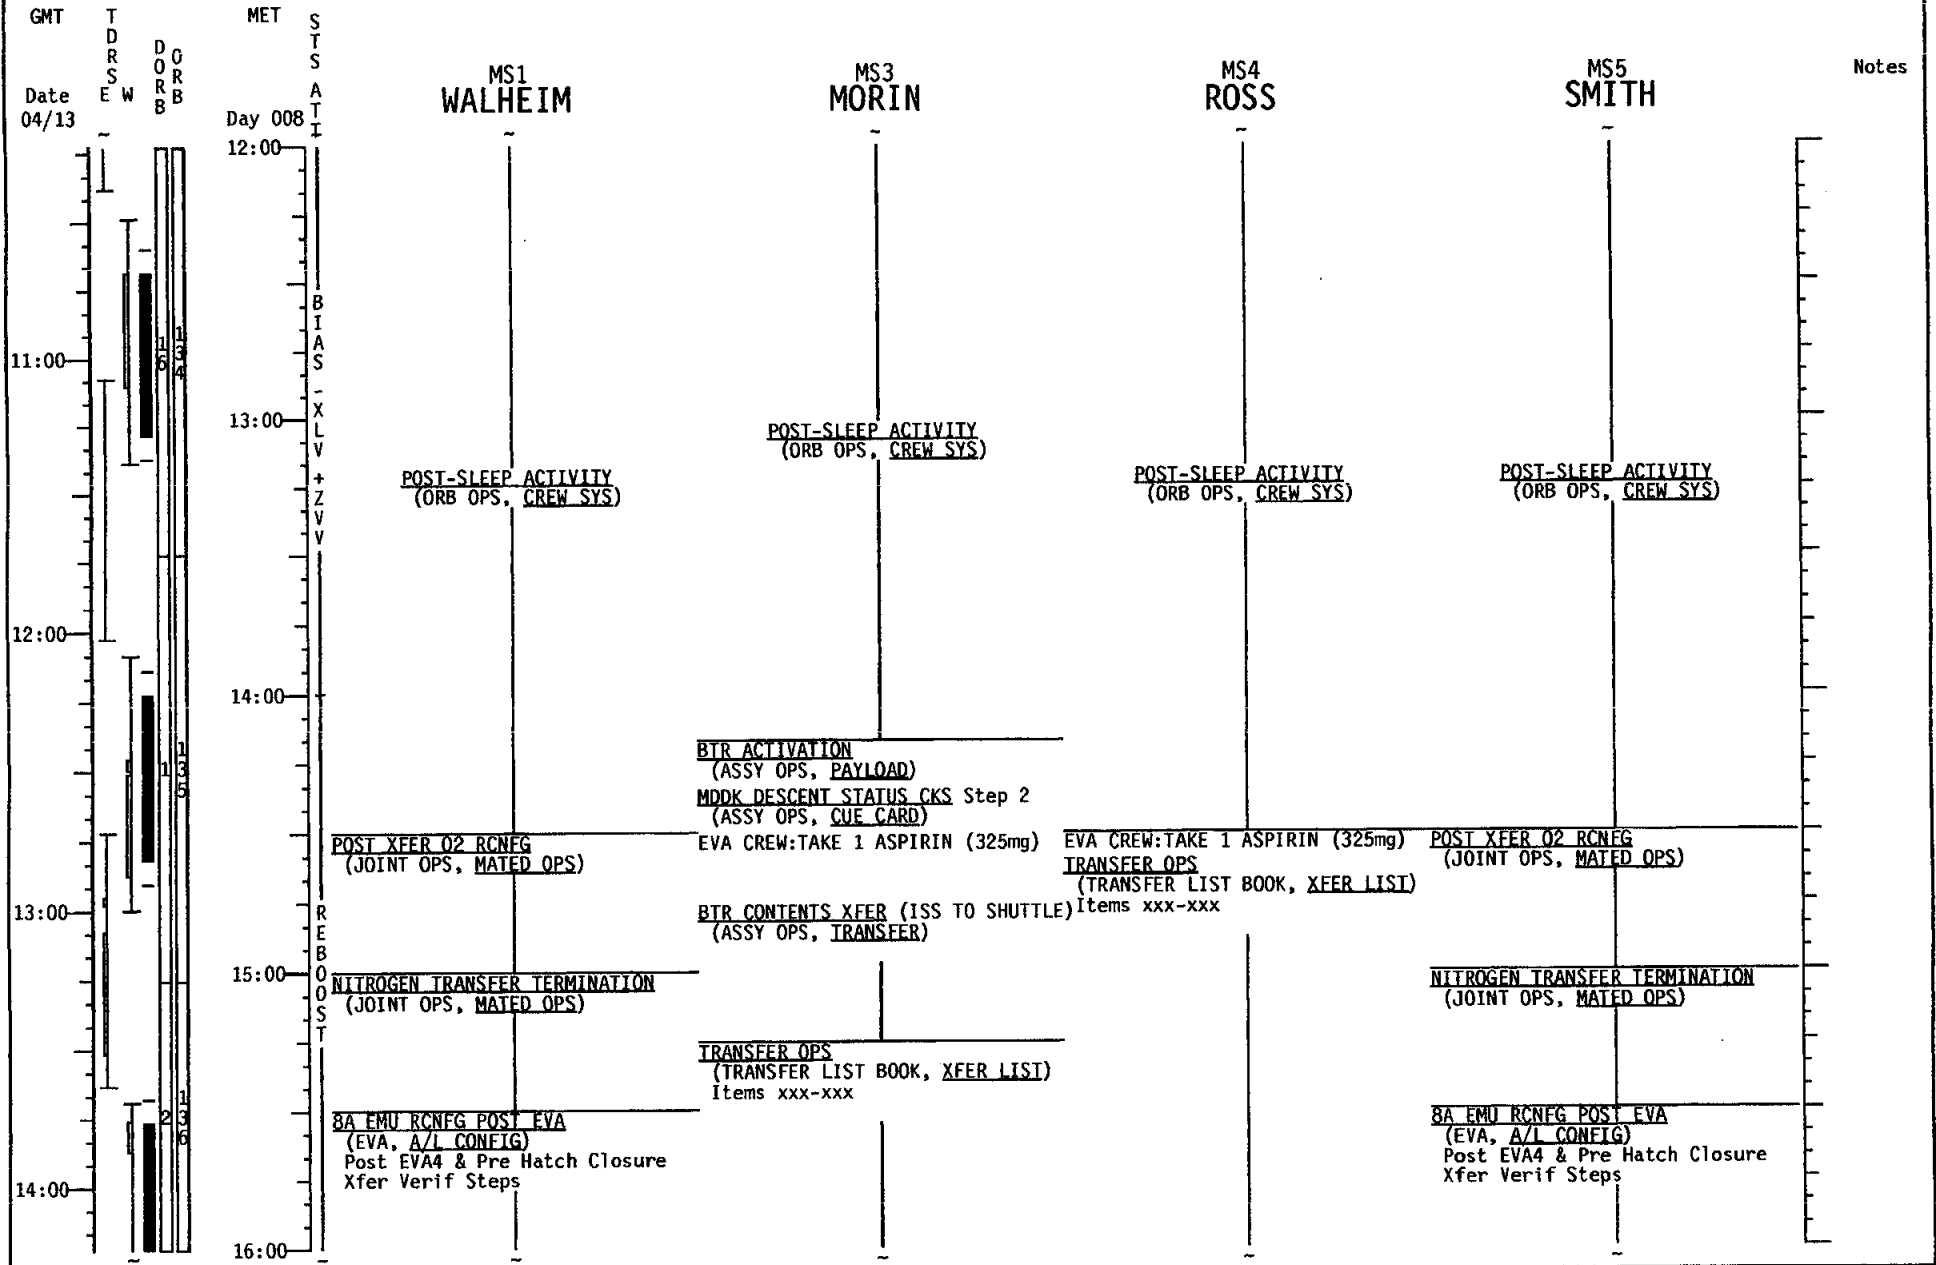 GMT
TDRS
E W
DORB
ORB
MET
STS ATT
Date
04/13
Day 008
MS1
WALHEIM
MS3
MORIN
MS4
ROSS
MS5
SMITH
Notes
12:00
BIAS -XLV +ZVV
11:00
16
134
13:00
POST-SLEEP ACTIVITY
(ORB OPS, CREW SYS)
POST-SLEEP ACTIVITY
(ORB OPS, CREW SYS)
POST-SLEEP ACTIVITY
(ORB OPS, CREW SYS)
POST-SLEEP ACTIVITY
(ORB OPS, CREW SYS)
12:00
14:00
1
135
BTR ACTIVATION
(ASSY OPS, PAYLOAD)
MDDK DESCENT STATUS CKS Step 2
(ASSY OPS, CUE CARD)
POST XFER O2 RCNFG
(JOINT OPS, MATED OPS)
EVA CREW:TAKE 1 ASPIRIN (325mg)
EVA CREW:TAKE 1 ASPIRIN (325mg)
TRANSFER OPS
(TRANSFER LIST BOOK, XFER LIST)
Items xxx-xxx
POST XFER O2 RCNFG
(JOINT OPS, MATED OPS)
13:00
REBOOST
BTR CONTENTS XFER (ISS TO SHUTTLE)
(ASSY OPS, TRANSFER)
15:00
NITROGEN TRANSFER TERMINATION
(JOINT OPS, MATED OPS)
NITROGEN TRANSFER TERMINATION
(JOINT OPS, MATED OPS)
TRANSFER OPS
(TRANSFER LIST BOOK, XFER LIST)
Items xxx-xxx
2
136
8A EMU RCNFG POST EVA
(EVA, A/L CONFIG)
Post EVA4 & Pre Hatch Closure
Xfer Verif Steps
8A EMU RCNFG POST EVA
(EVA, A/L CONFIG)
Post EVA4 & Pre Hatch Closure
Xfer Verif Steps
14:00
16:00